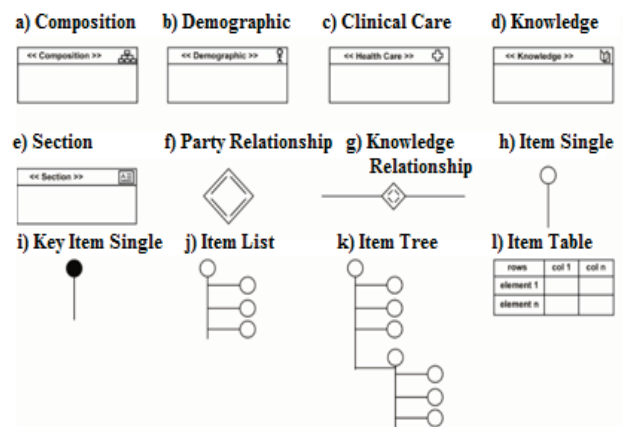 a) Composition b) Demographic c) Clinical Care d) Knowledge
<< Composition >> << Demographic >> << Health Care >> << Knowledge >>
e) Section f) Party Relationship g) Knowledge Relationship h) Item Single
<< Section >>
i) Key Item Single j) Item List k) Item Tree l) Item Table
rows col 1 col n
element 1
element n